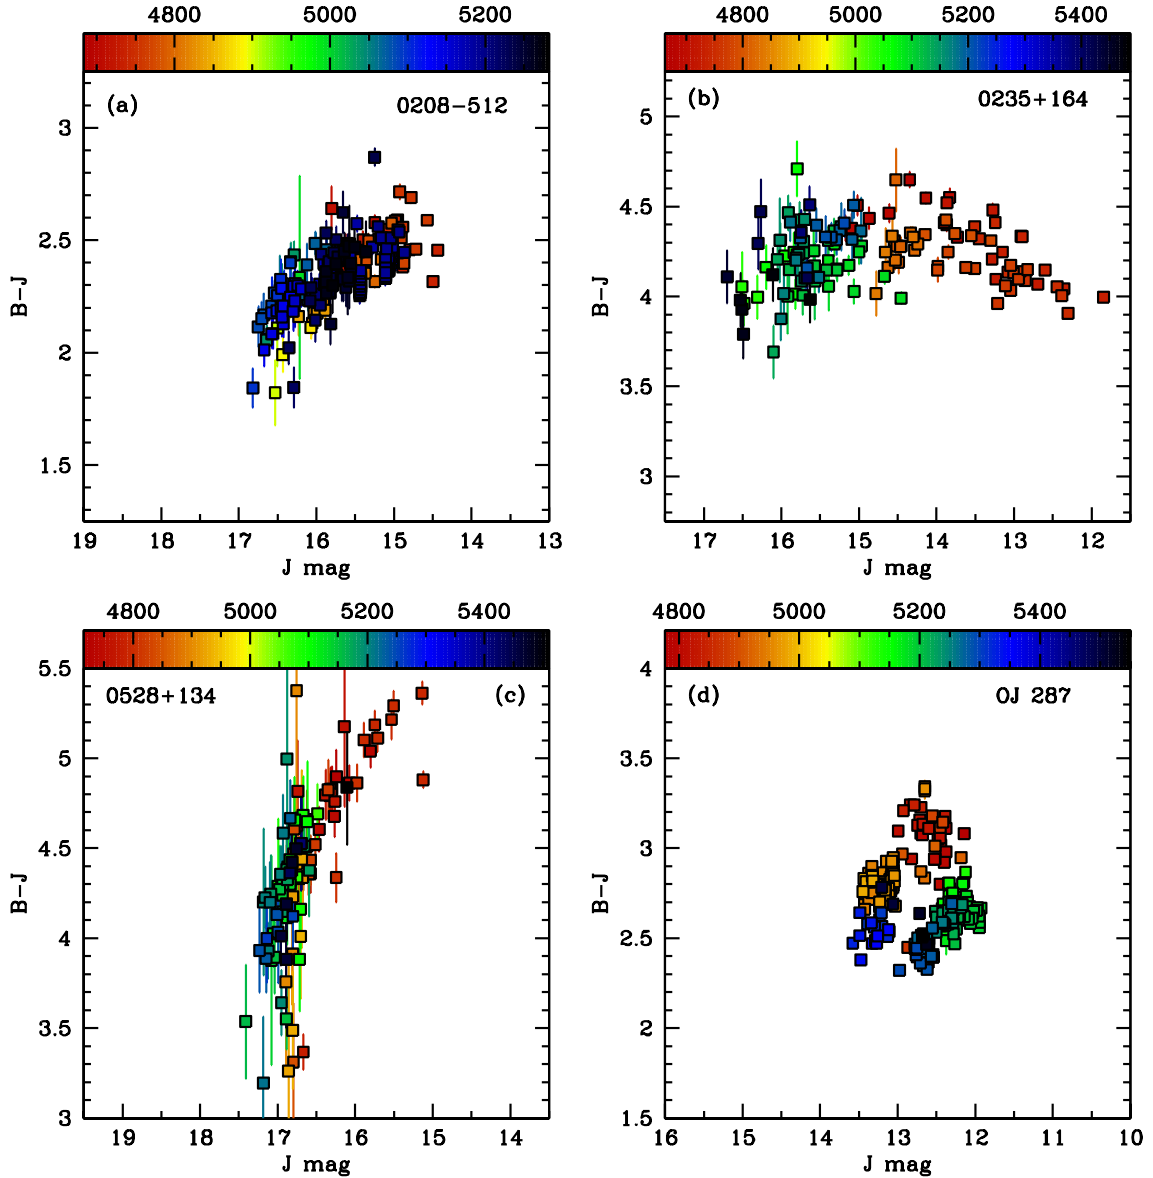 4800 5000 5200
4800 5000 5200 5400
(a) 0208−512
(b) 0235+164
3
2.5
2
1.5
B−J
5
4.5
4
3.5
3
B−J
19 18 17 16 15 14 13
J mag
17 16 15 14 13 12
J mag
4800 5000 5200 5400
4800 5000 5200 5400
0528+134 (c)
(d) OJ 287
5.5
5
4.5
4
3.5
3
B−J
4
3.5
3
2.5
2
1.5
B−J
19 18 17 16 15 14
J mag
16 15 14 13 12 11 10
J mag